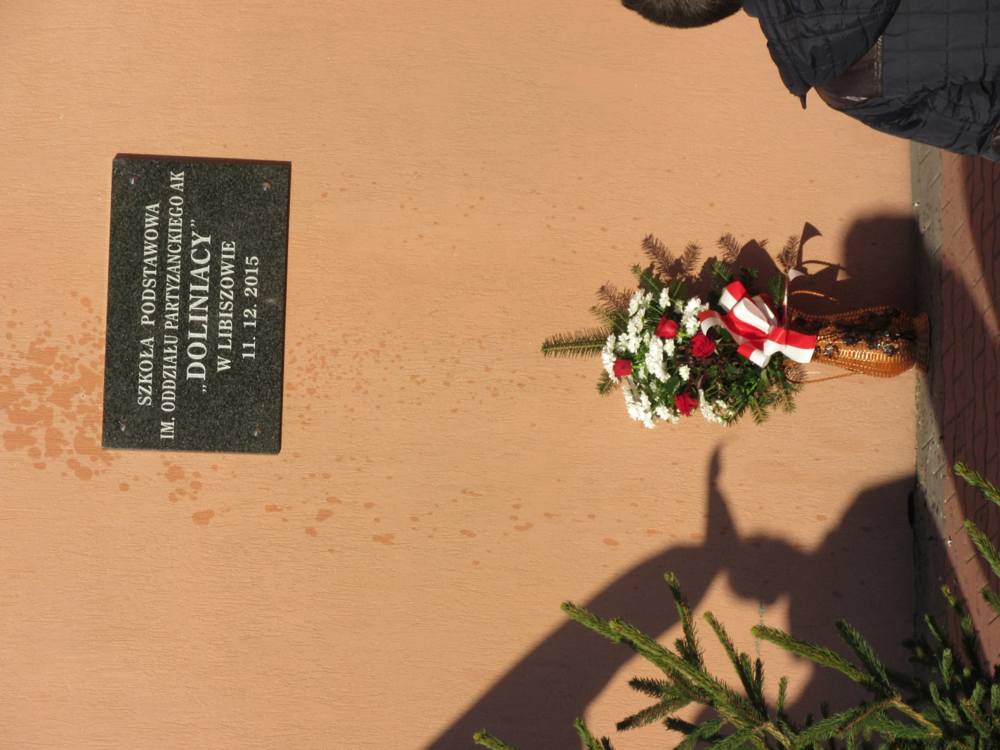 SZKOŁA PODSTAWOWA
IM. ODDZIAŁU PARTYZANCKIEGO AK
„DOLINIACY”
W LIBISZOWIE
11. 12. 2015